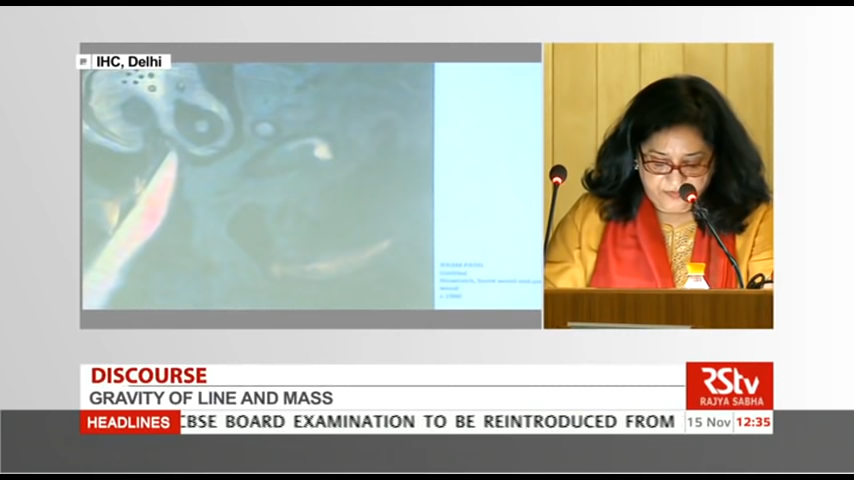 IHC, Delhi
c 1960
DISCOURSE
GRAVITY OF LINE AND MASS
RStv
RAJYA SABHA
HEADLINES
CBSE BOARD EXAMINATION TO BE REINTRODUCED FROM
15 Nov
12:35